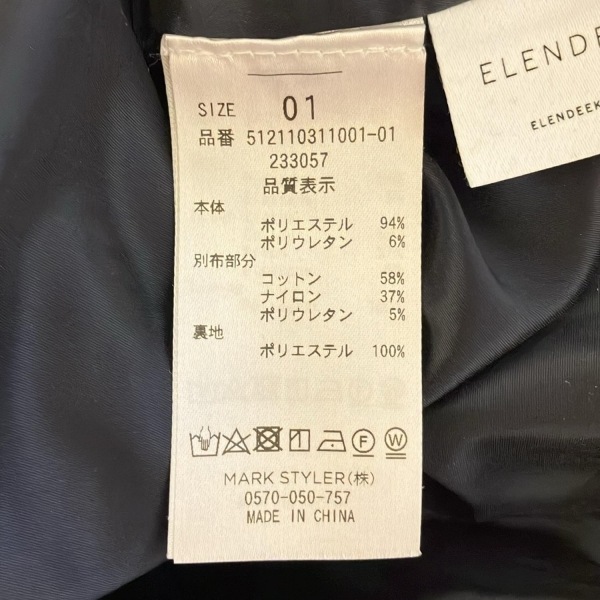 SIZE 01
品番 512110311001-01
233057
品質表示
本体
ポリエステル 94%
ポリウレタン 6%
別布部分
コットン 58%
ナイロン 37%
ポリウレタン 5%
裏地
ポリエステル 100%
F W
MARK STYLER(株)
0570-050-757
MADE IN CHINA
ELENDE
ELENDEEK